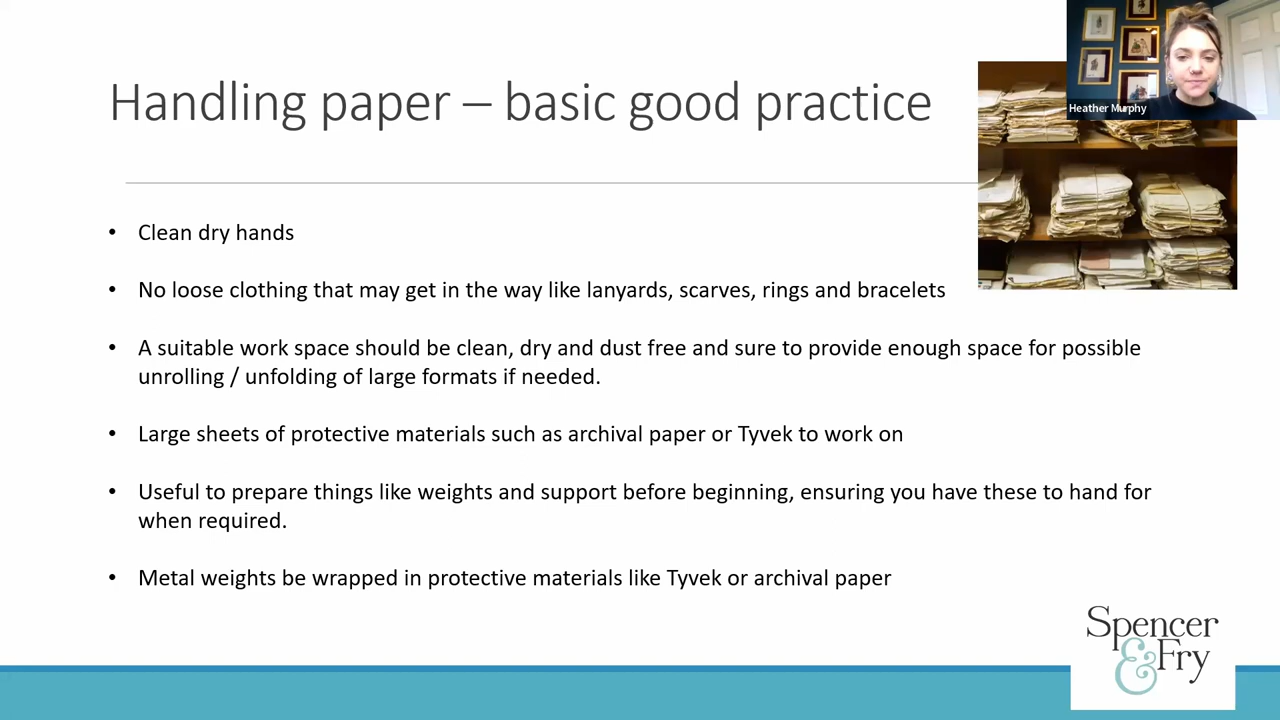 Handling paper – basic good practice
Heather Murphy
• Clean dry hands
• No loose clothing that may get in the way like lanyards, scarves, rings and bracelets
• A suitable work space should be clean, dry and dust free and sure to provide enough space for possible
unrolling / unfolding of large formats if needed.
• Large sheets of protective materials such as archival paper or Tyvek to work on
• Useful to prepare things like weights and support before beginning, ensuring you have these to hand for
when required.
• Metal weights be wrapped in protective materials like Tyvek or archival paper
Spencer
& Fry